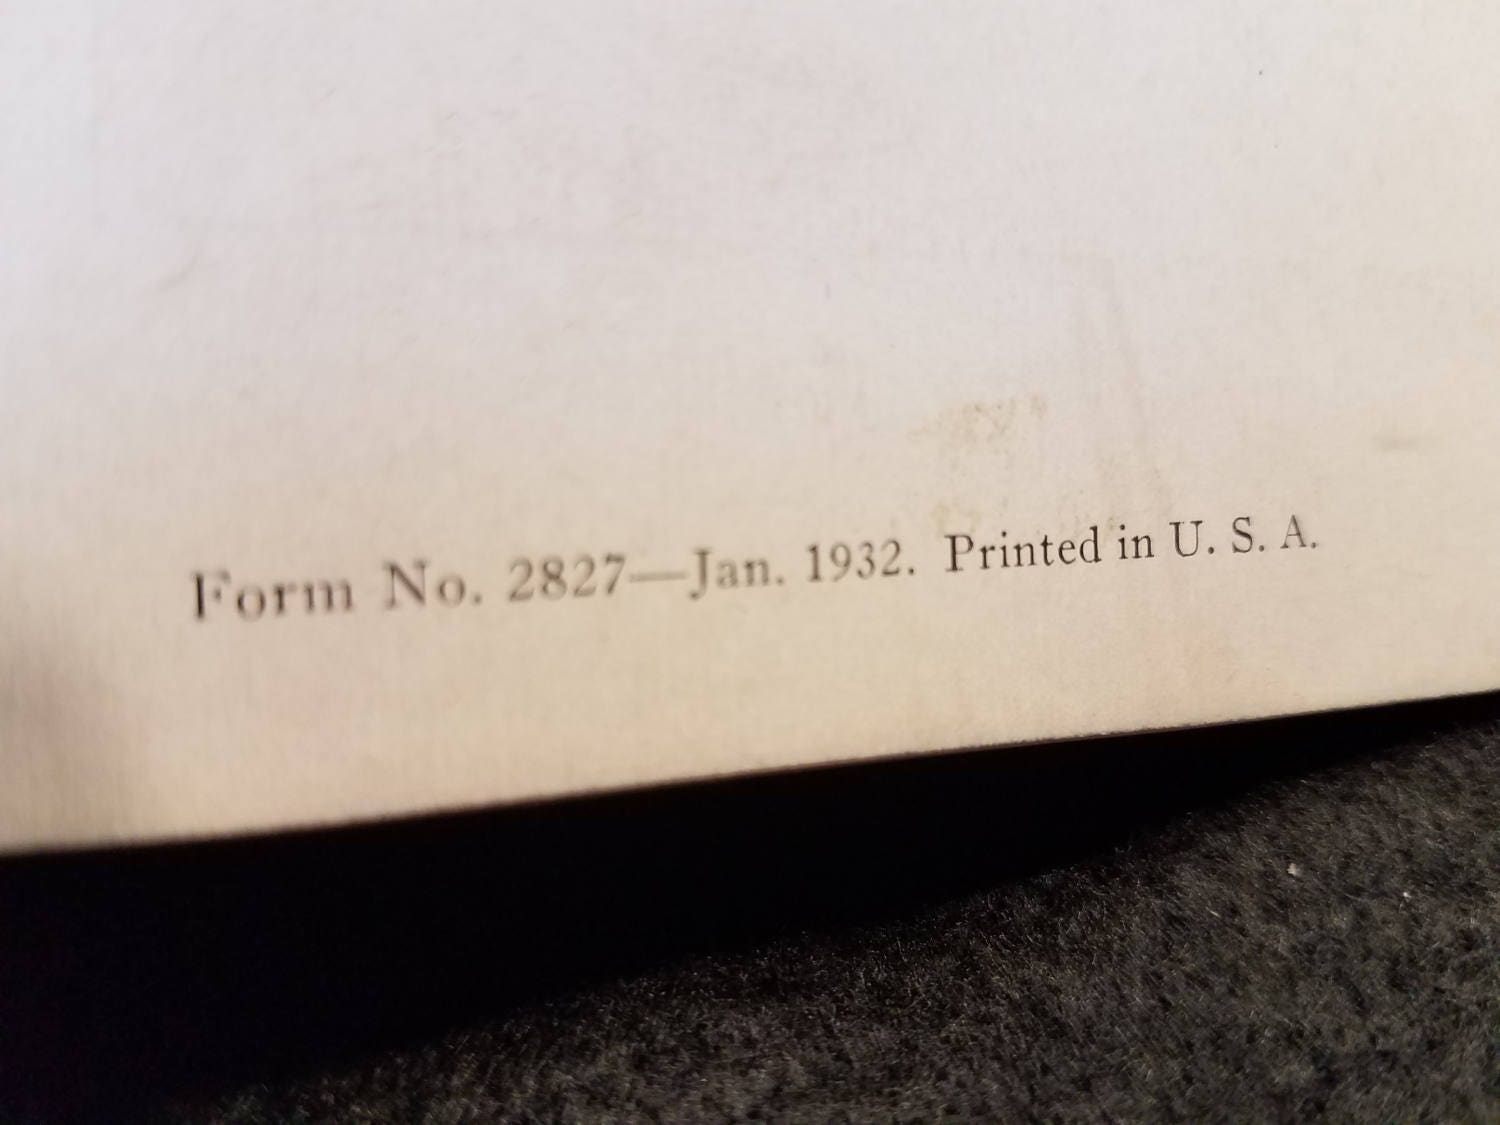 Form No. 2827—Jan. 1932. Printed in U. S. A.